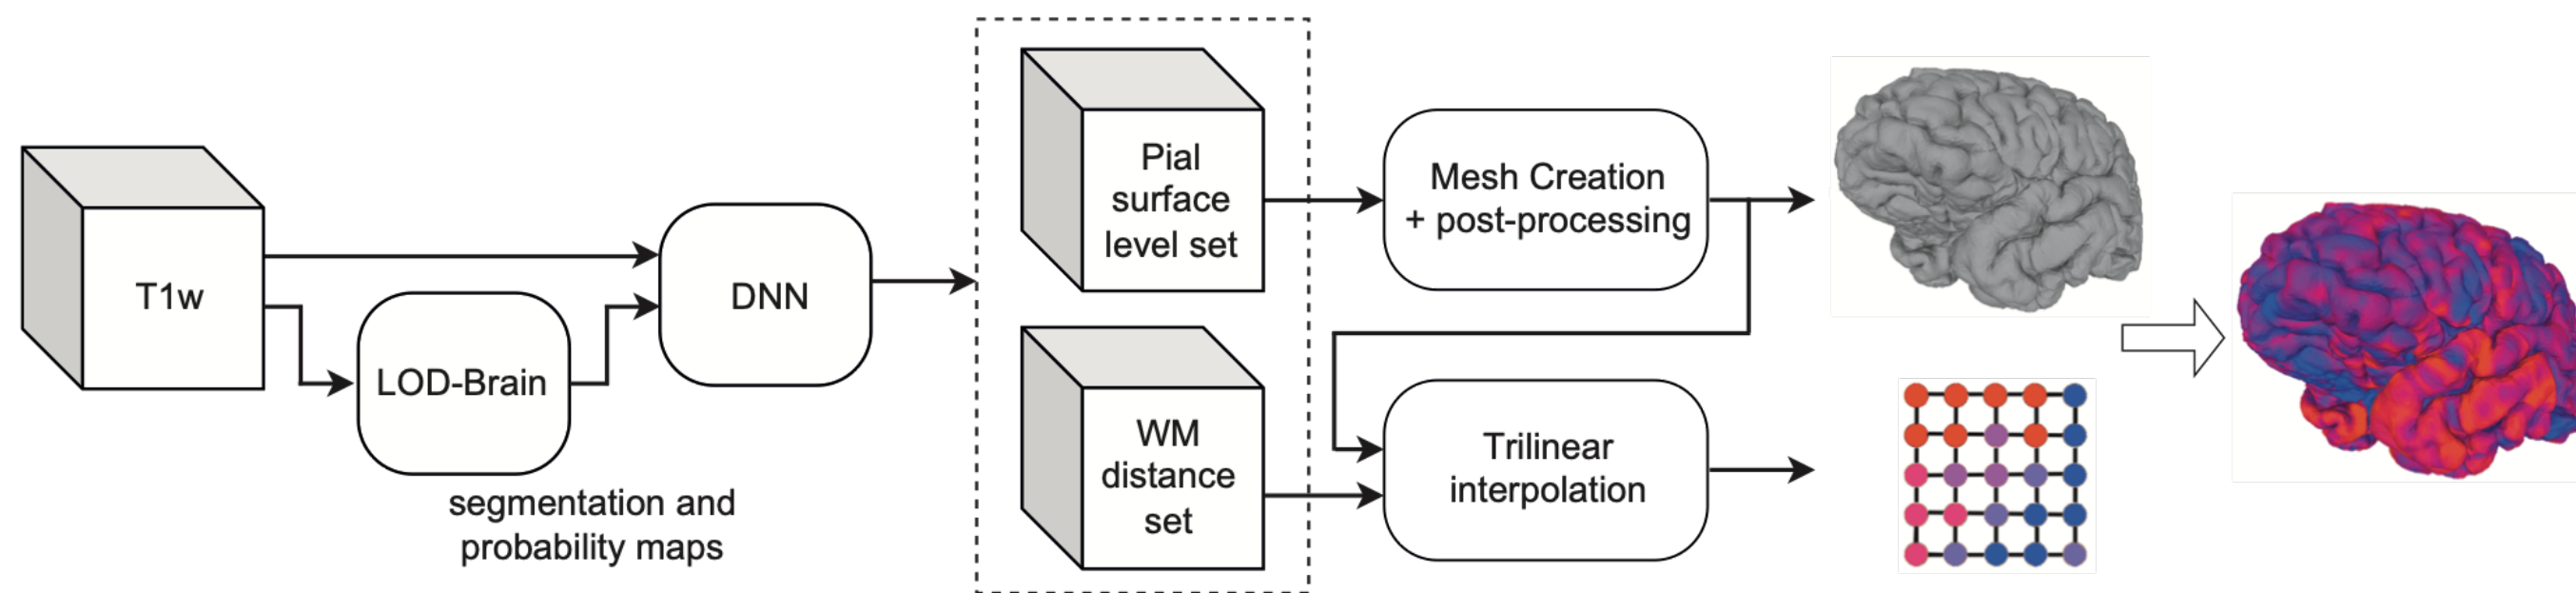 T1w
LOD-Brain
segmentation and
probability maps
DNN
Pial
surface
level set
WM
distance
set
Mesh Creation
+ post-processing
Trilinear
interpolation